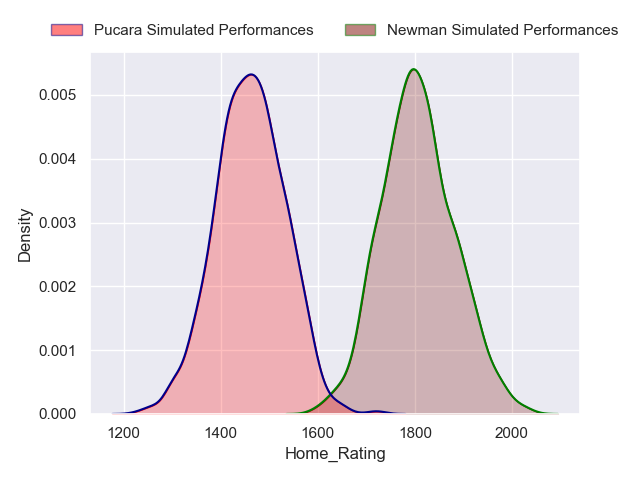 Pucara Simulated Performances Newman Simulated Performances
0.005
0.004
0.003
0.002
0.001
0.000
Density
1200 1400 1600 1800 2000
Home_Rating